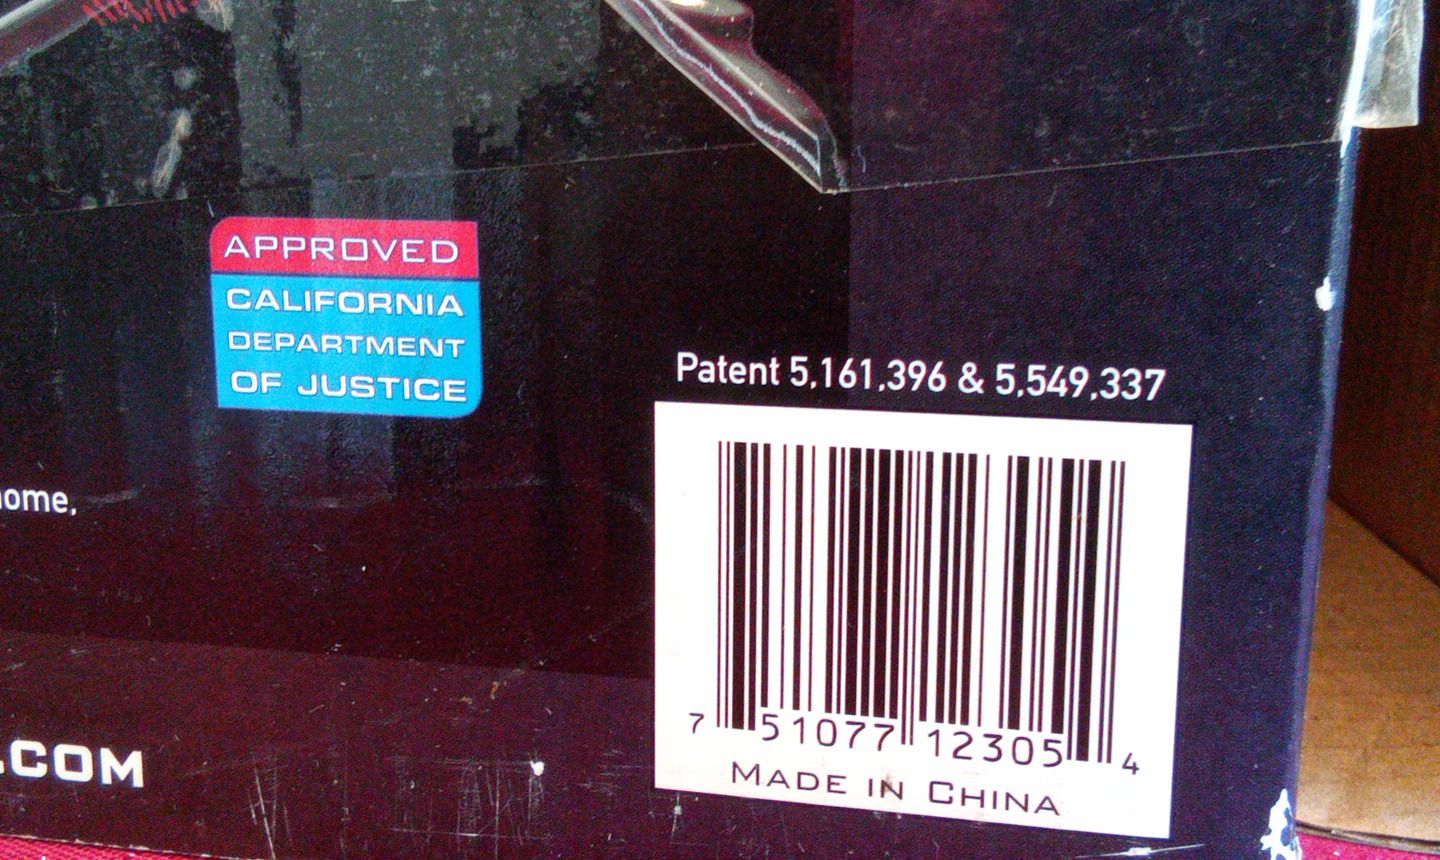 APPROVED
CALIFORNIA
DEPARTMENT
OF JUSTICE
Patent 5,161,396 & 5,549,337
ome,
.COM
7 51077 12305 4
MADE IN CHINA